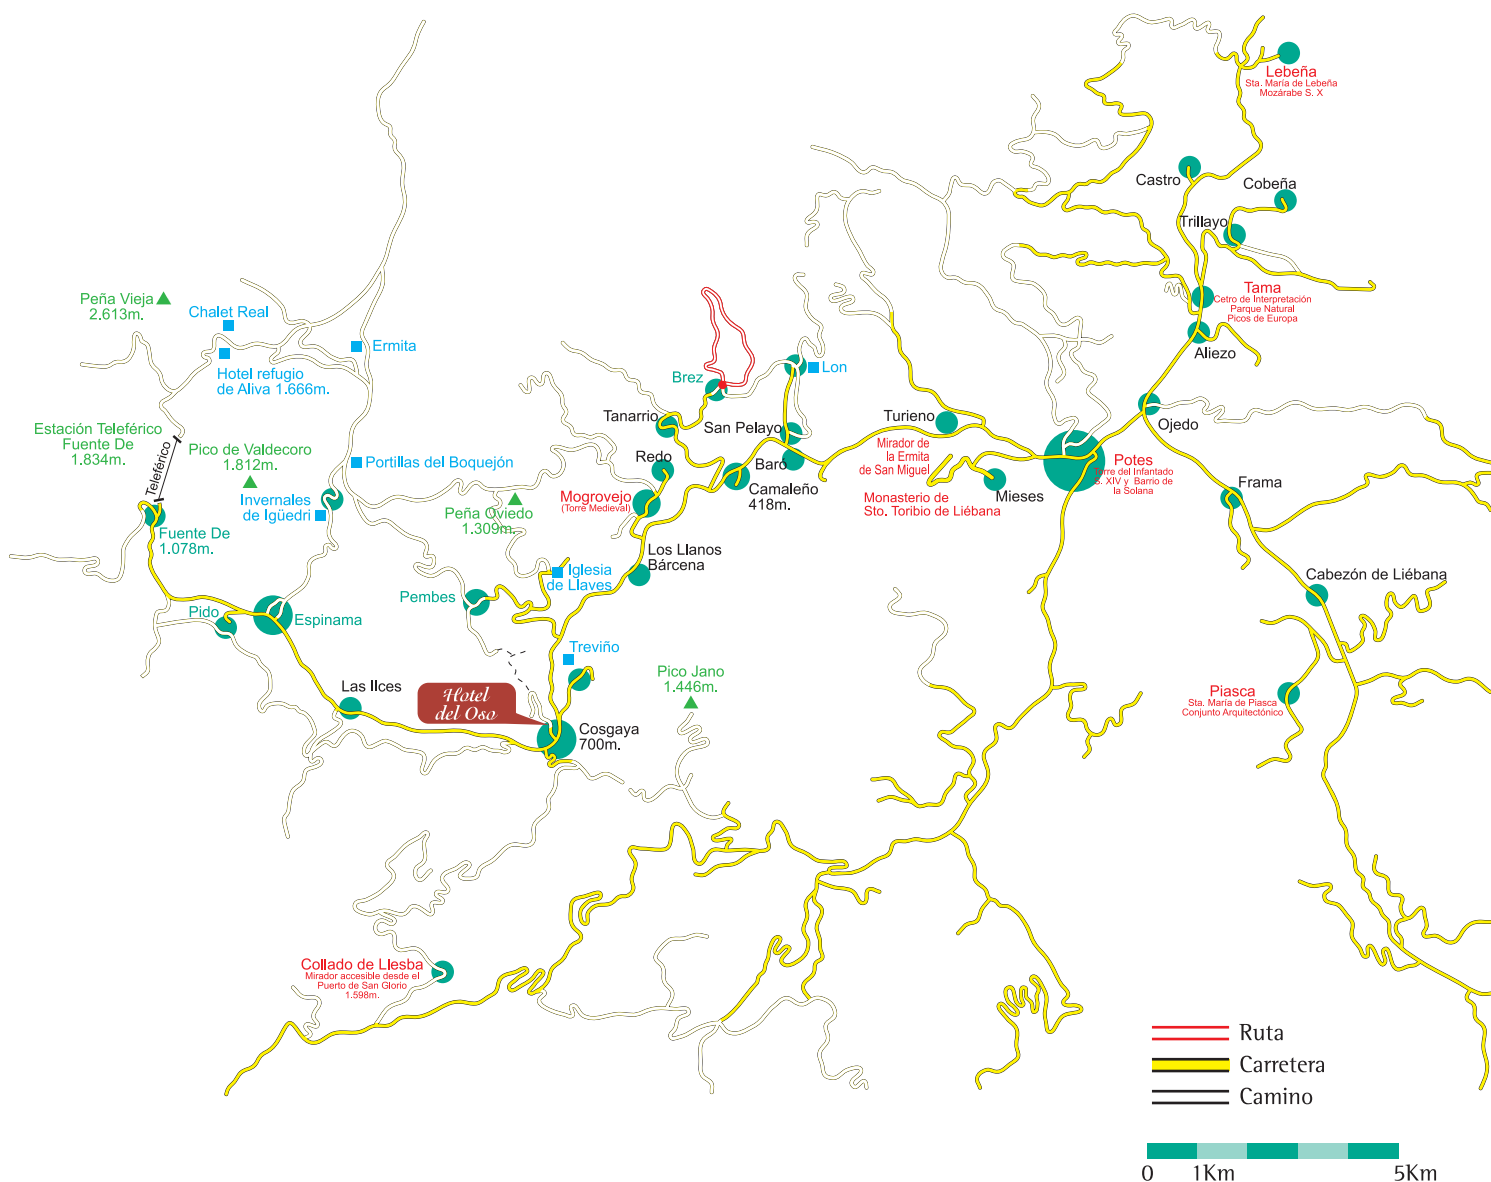 Lebeña
Sta. María de Lebeña
Mozárabe S. X
Castro
Cobeña
Trillayo
Tama
Cetro de Interpretación
Parque Natural
Picos de Europa
Aliezo
Peña Vieja
2.613m.
Chalet Real
Ermita
Hotel refugio
de Aliva 1.666m.
Brez
Lon
Tanarrio
San Pelayo
Turieno
Ojedo
Estación Teleférico
Fuente De
1.834m.
Teleférico
Pico de Valdecoro
1.812m.
Portillas del Boquejón
Redo
Baró
Camaleño
418m.
Mirador de
la Ermita
de San Miguel
Monasterio de
Sto. Toribio de Liébana
Mieses
Potes
Torre del Infantado
S. XIV y Barrio de
la Solana
Frama
Invernales
de Igüedri
Mogrovejo
(Torre Medieval)
Peña Oviedo
1.309m.
Fuente De
1.078m.
Los Llanos
Bárcena
Iglesia
de Llaves
Cabezón de Liébana
Pembes
Pido
Espinama
Treviño
Las Ilces
Hotel
del Oso
Pico Jano
1.446m.
Piasca
Sta. María de Piasca
Conjunto Arquitectónico
Cosgaya
700m.
Collado de Llesba
Mirador accesible desde el
Puerto de San Glorio
1.598m.
Ruta
Carretera
Camino
0 1Km 5Km